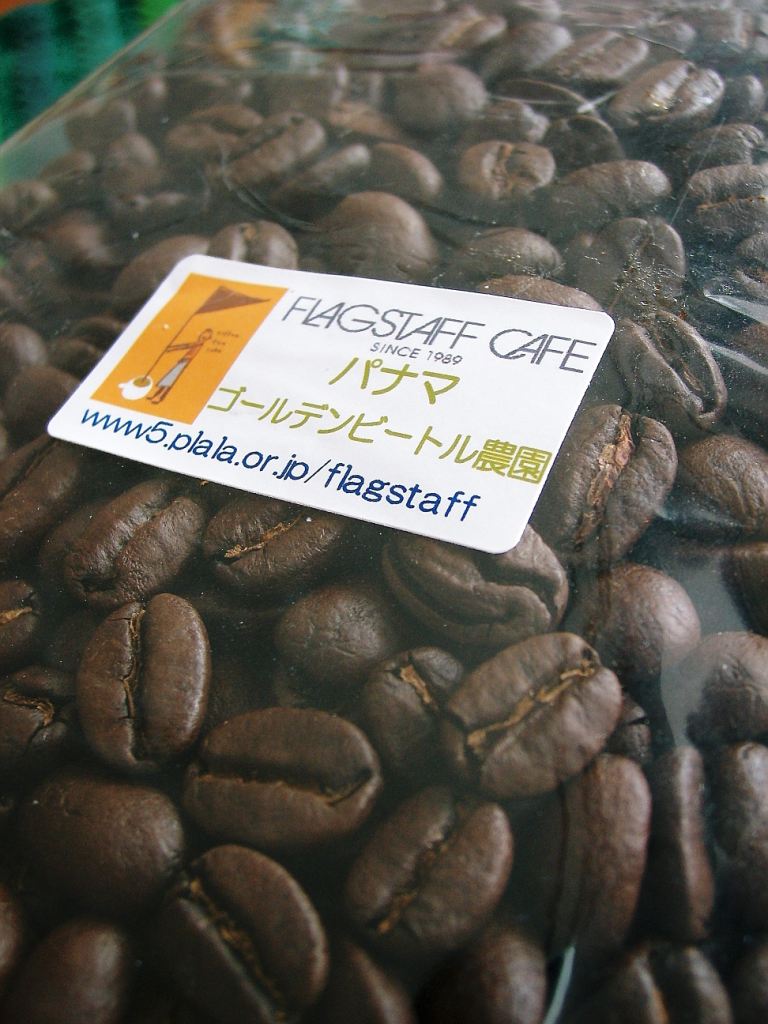 FLAGSTAFF CAFE
SINCE 1989
パナマ
ゴールデンビートル農園
www5.plala.or.jp/flagstaff